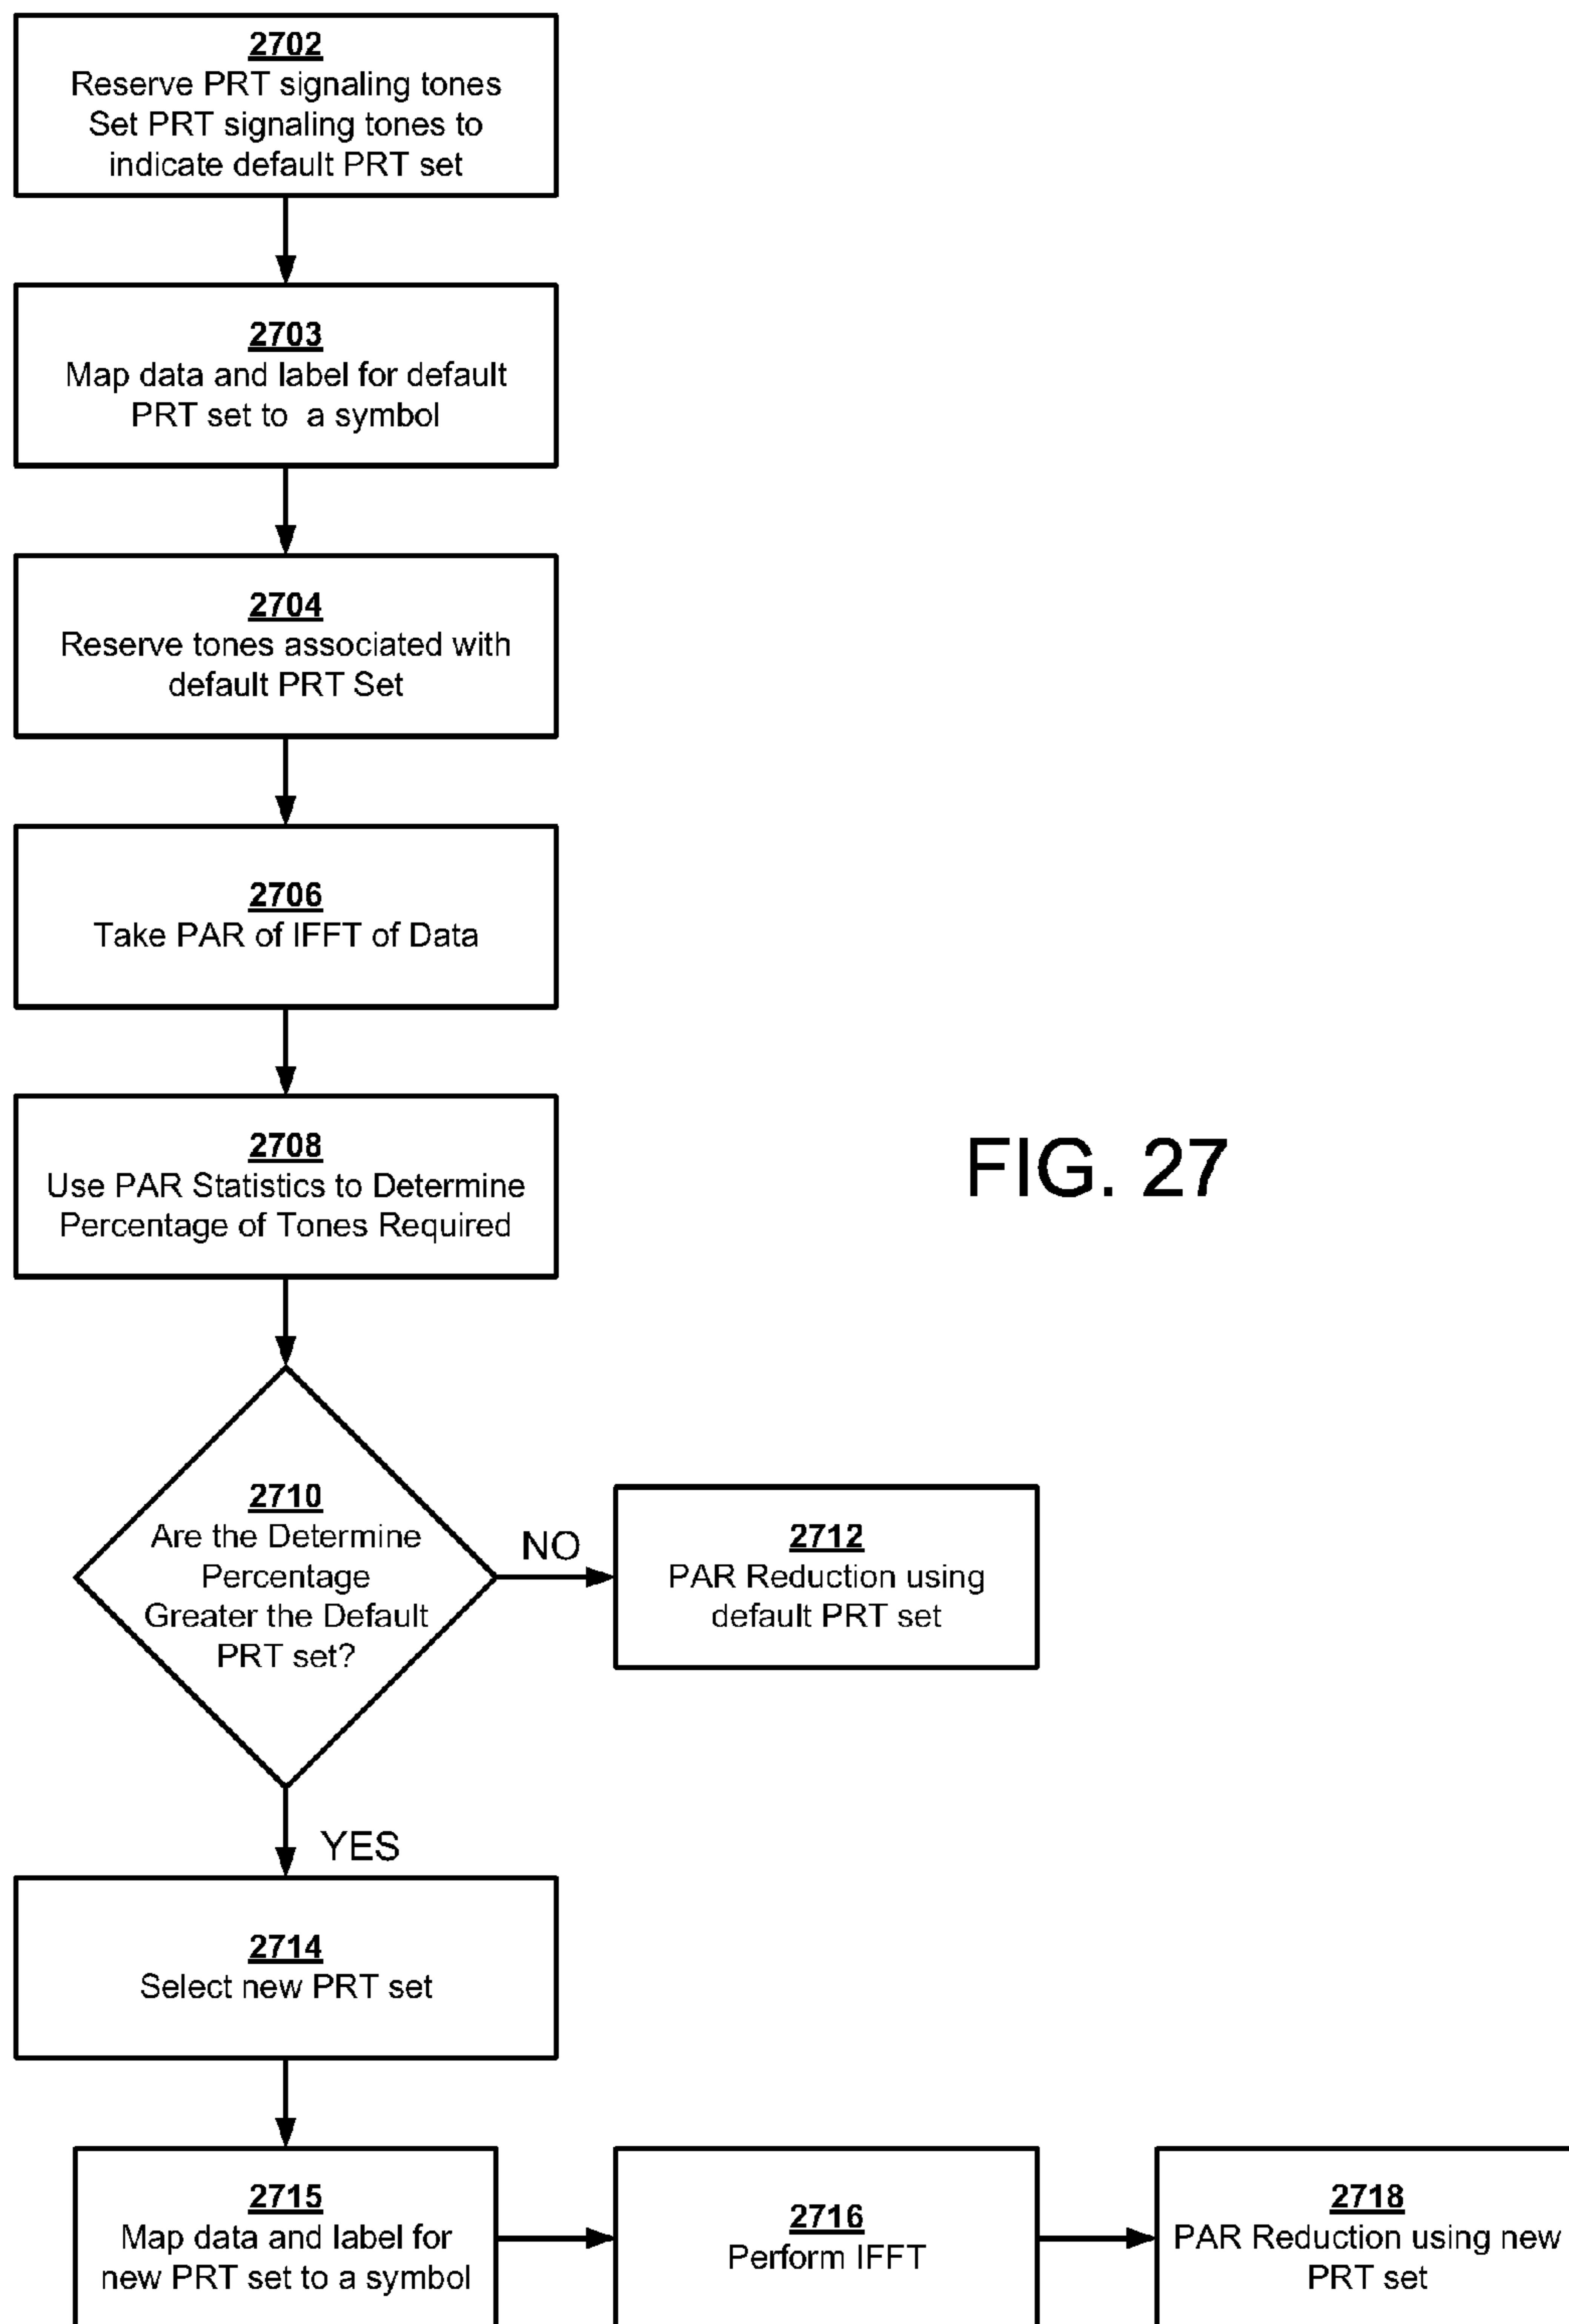 2702
Reserve PRT signaling tones
Set PRT signaling tones to
indicate default PRT set
2703
Map data and label for default
PRT set to a symbol
2704
Reserve tones associated with
default PRT Set
2706
Take PAR of IFFT of Data
2708
Use PAR Statistics to Determine
Percentage of Tones Required
FIG. 27
2710
Are the Determine
Percentage
Greater the Default
PRT set?
NO
2712
PAR Reduction using
default PRT set
YES
2714
Select new PRT set
2715
Map data and label for
new PRT set to a symbol
2716
Perform IFFT
2718
PAR Reduction using new
PRT set